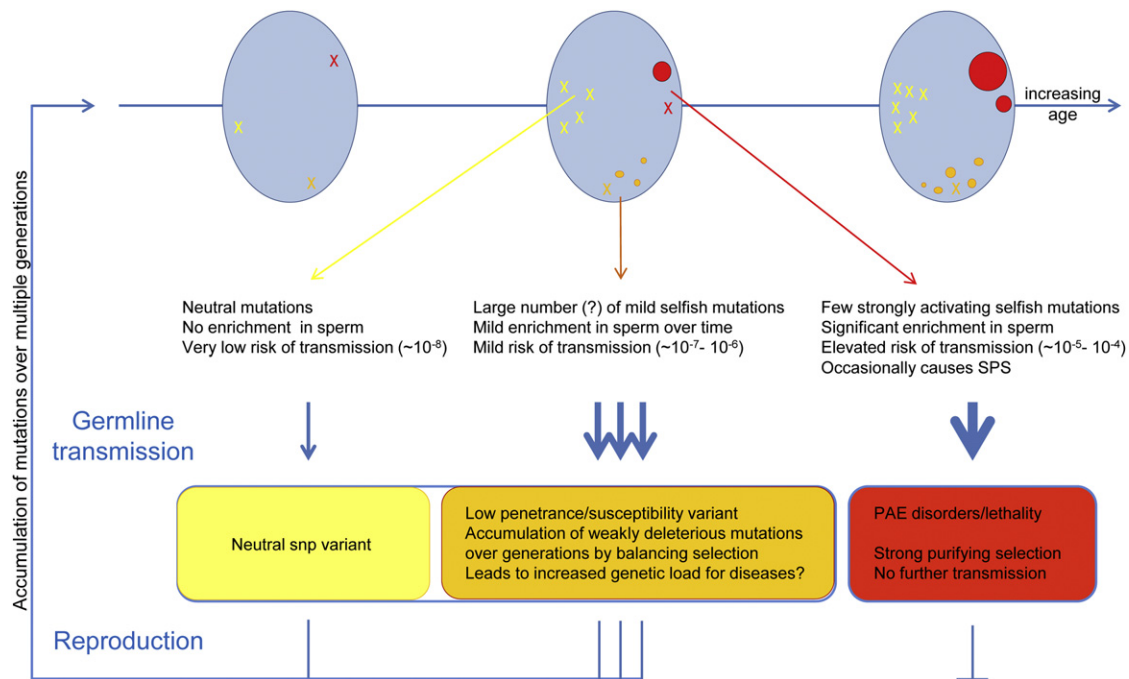 increasing
age
Accumulation of mutations over multiple generations
Neutral mutations
No enrichment in sperm
Very low risk of transmission (~10⁻⁸)
Large number (?) of mild selfish mutations
Mild enrichment in sperm over time
Mild risk of transmission (~10⁻⁷- 10⁻⁶)
Few strongly activating selfish mutations
Significant enrichment in sperm
Elevated risk of transmission (~10⁻⁵- 10⁻⁴)
Occasionally causes SPS
Germline
transmission
Neutral snp variant
Low penetrance/susceptibility variant
Accumulation of weakly deleterious mutations
over generations by balancing selection
Leads to increased genetic load for diseases?
PAE disorders/lethality
Strong purifying selection
No further transmission
Reproduction